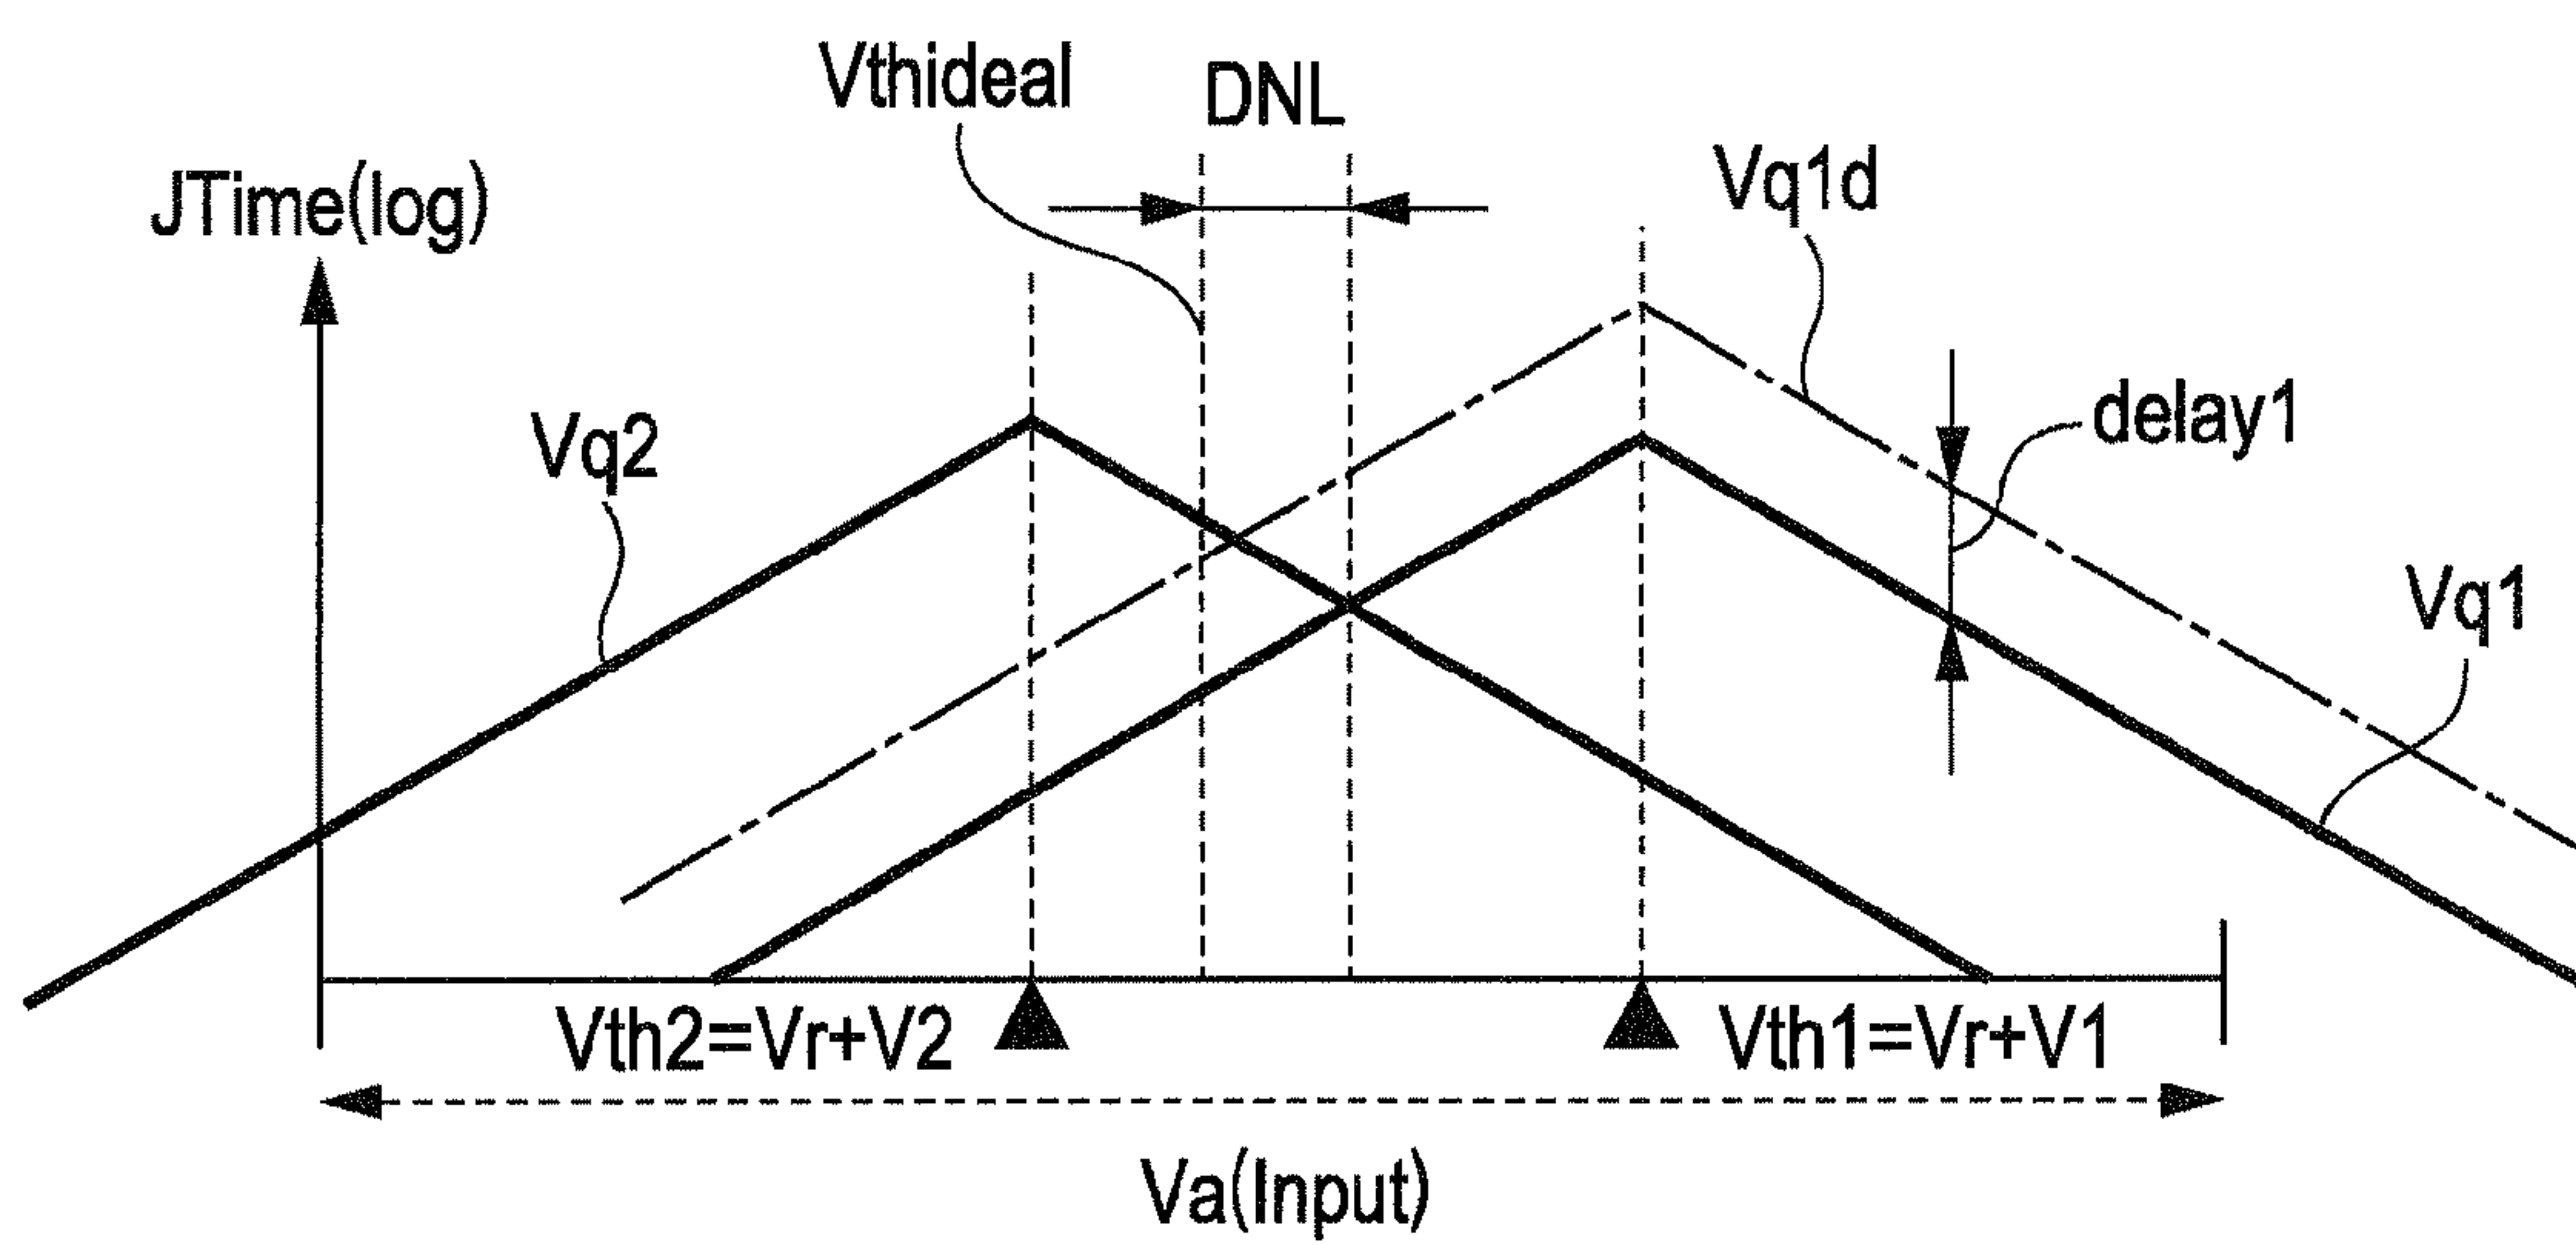 Vthideal
DNL
JTime(log)
Vq1d
Vq2
delay1
Vq1
Vth2=Vr+V2
Vth1=Vr+V1
Va(Input)